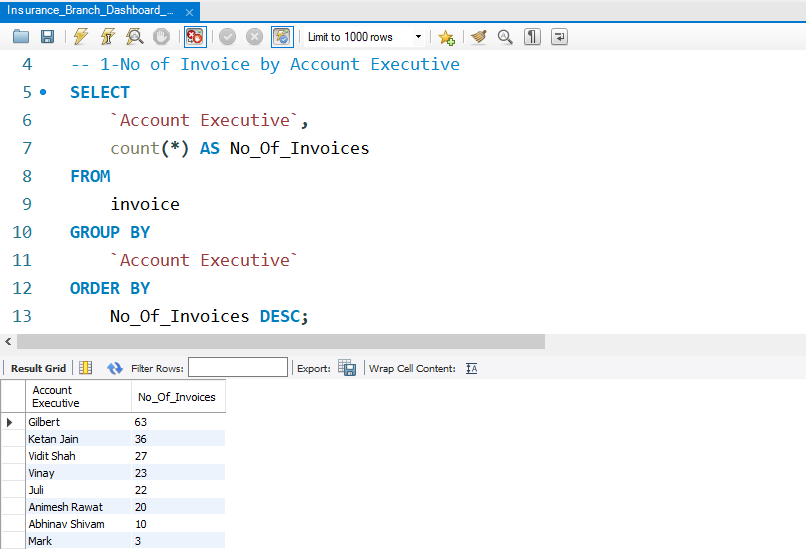 Insurance_Branch_Dashboard_...
Limit to 1000 rows
4 -- 1-No of Invoice by Account Executive
5 SELECT
6 `Account Executive`,
7 count(*) AS No_Of_Invoices
8 FROM
9 invoice
10 GROUP BY
11 `Account Executive`
12 ORDER BY
13 No_Of_Invoices DESC;
Result Grid Filter Rows: Export: Wrap Cell Content:
Account
Executive No_Of_Invoices
Gilbert 63
Ketan Jain 36
Vidit Shah 27
Vinay 23
Juli 22
Animesh Rawat 20
Abhinav Shivam 10
Mark 3